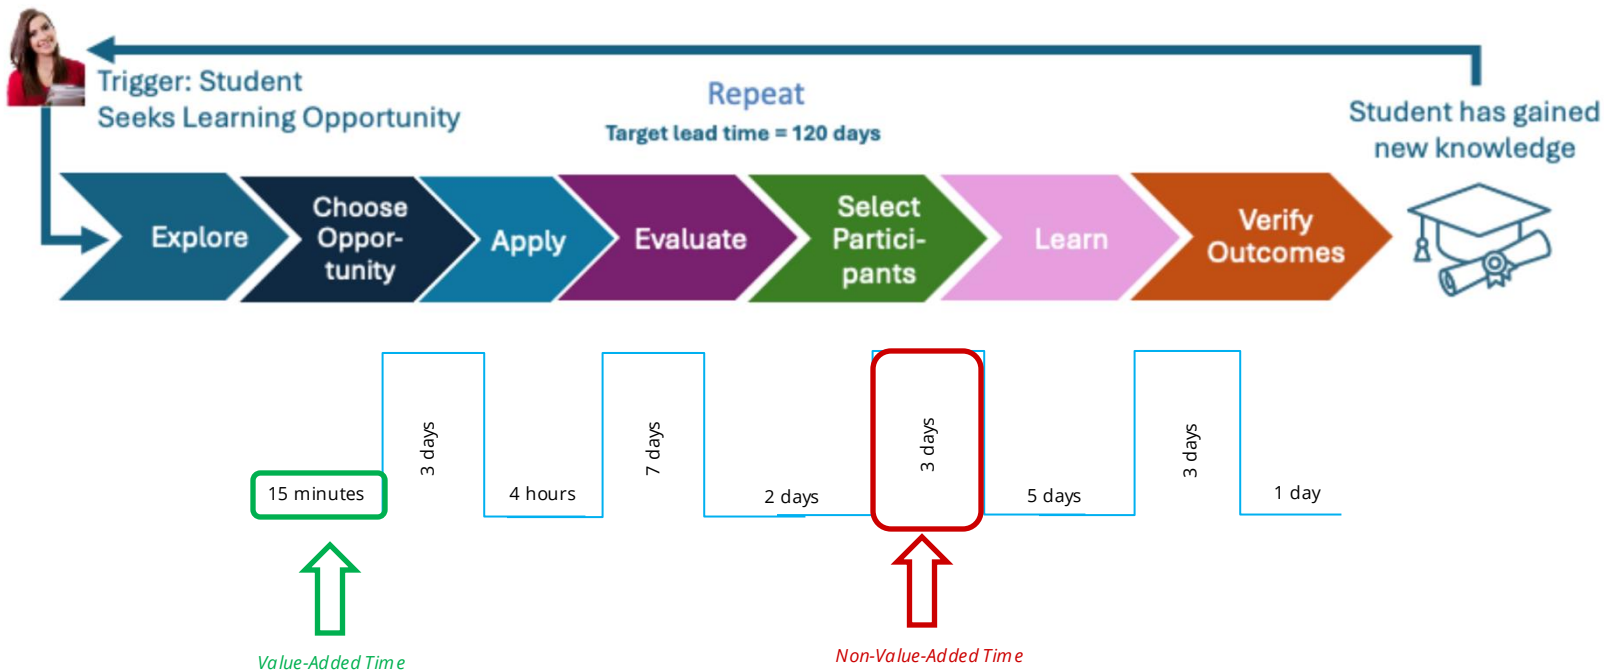 Trigger: Student
Seeks Learning Opportunity
Repeat
Target lead time = 120 days
Student has gained
new knowledge
Explore
Choose
Oppor-
tunity
Apply
Evaluate
Select
Partici-
pants
Learn
Verify
Outcomes
15 minutes
3 days
4 hours
7 days
2 days
3 days
5 days
3 days
1 day
Value-Added Time
Non-Value-Added Time